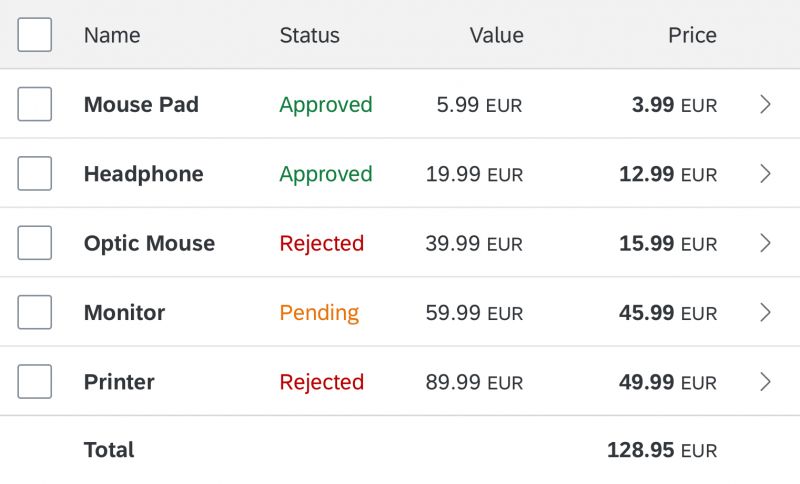 Name Status Value Price
Mouse Pad Approved 5.99 EUR 3.99 EUR
Headphone Approved 19.99 EUR 12.99 EUR
Optic Mouse Rejected 39.99 EUR 15.99 EUR
Monitor Pending 59.99 EUR 45.99 EUR
Printer Rejected 89.99 EUR 49.99 EUR
Total 128.95 EUR